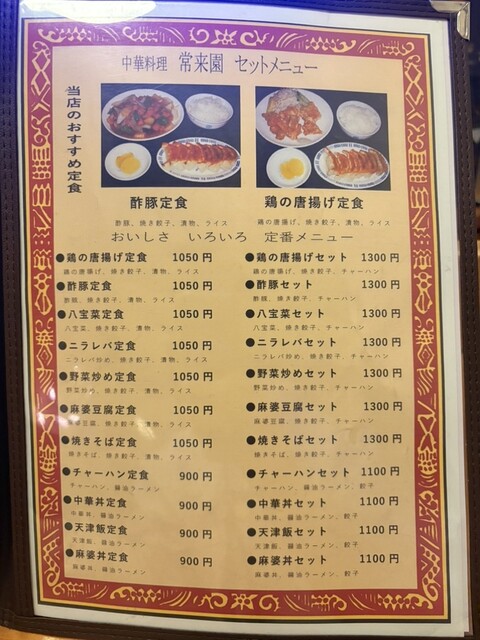 中華料理 常来園 セットメニュー
当店のおすすめ定食
酢豚定食
酢豚、焼き餃子、漬物、ライス
鶏の唐揚げ定食
鶏の唐揚げ、焼き餃子、漬物、ライス
おいしさ いろいろ 定番メニュー
●鶏の唐揚げ定食 1050円
鶏の唐揚げ、焼き餃子、漬物、ライス
●酢豚定食 1050円
酢豚、焼き餃子、漬物、ライス
●八宝菜定食 1050円
八宝菜、焼き餃子、漬物、ライス
●ニラレバ定食 1050円
ニラレバ炒め、焼き餃子、漬物、ライス
●野菜炒め定食 1050円
野菜炒め、焼き餃子、漬物、ライス
●麻婆豆腐定食 1050円
麻婆豆腐、焼き餃子、漬物、ライス
●焼きそば定食 1050円
焼きそば、焼き餃子、漬物、ライス
●チャーハン定食 900円
チャーハン、醤油ラーメン
●中華丼定食 900円
中華丼、醤油ラーメン
●天津飯定食 900円
天津飯、醤油ラーメン
●麻婆丼定食 900円
麻婆丼、醤油ラーメン
●鶏の唐揚げセット 1300円
鶏の唐揚げ、焼き餃子、チャーハン
●酢豚セット 1300円
酢豚、焼き餃子、チャーハン
●八宝菜セット 1300円
八宝菜、焼き餃子、チャーハン
●ニラレバセット 1300円
ニラレバ炒め、焼き餃子、チャーハン
●野菜炒めセット 1300円
野菜炒め、焼き餃子、チャーハン
●麻婆豆腐セット 1300円
麻婆豆腐、焼き餃子、チャーハン
●焼きそばセット 1300円
焼きそば、焼き餃子、チャーハン
●チャーハンセット 1100円
チャーハン、醤油ラーメン、餃子
●中華丼セット 1100円
中華丼、醤油ラーメン、餃子
●天津飯セット 1100円
天津飯、醤油ラーメン、餃子
●麻婆丼セット 1100円
麻婆丼、醤油ラーメン、餃子